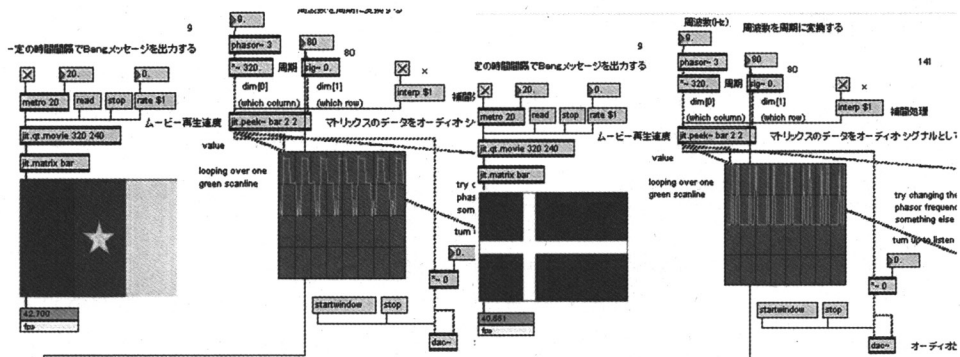 周波数を周期に変換する
9
一定の時間間隔でBangメッセージを出力する
9.
phasor~ 3
80
80
20.
0.
*~ 320.
周期
sig~ 0.
metro 20
read
stop
rate $1
dim[0]
dim[1]
(which column)
(which row)
interp $1
ムービー再生速度
jit.qt.movie 320 240
jit.peek~ bar 2 2
マトリックスのデータをオーディオ シ
value
jit.matrix bar
looping over one
green scanline
turn
0.
*~ 0
startwindow
stop
42.700
fps
dac~
周波数(Hz)
周波数を周期に変換する
9
定の時間間隔でBangメッセージを出力する
9.
phasor~ 3
80
80
141
20.
0.
*~ 320.
周期
sig~ 0.
metro 20
read
stop
rate $1
dim[0]
dim[1]
(which column)
(which row)
interp $1
補間処理
ムービー再生速度
jit.qt.movie 320 240
jit.peek~ bar 2 2
マトリックスのデータをオーディオ シグナルとして
value
jit.matrix bar
looping over one
green scanline
try changing the
phasor frequenc
something else
turn up to listen
0.
*~ 0
startwindow
stop
fps
dac~